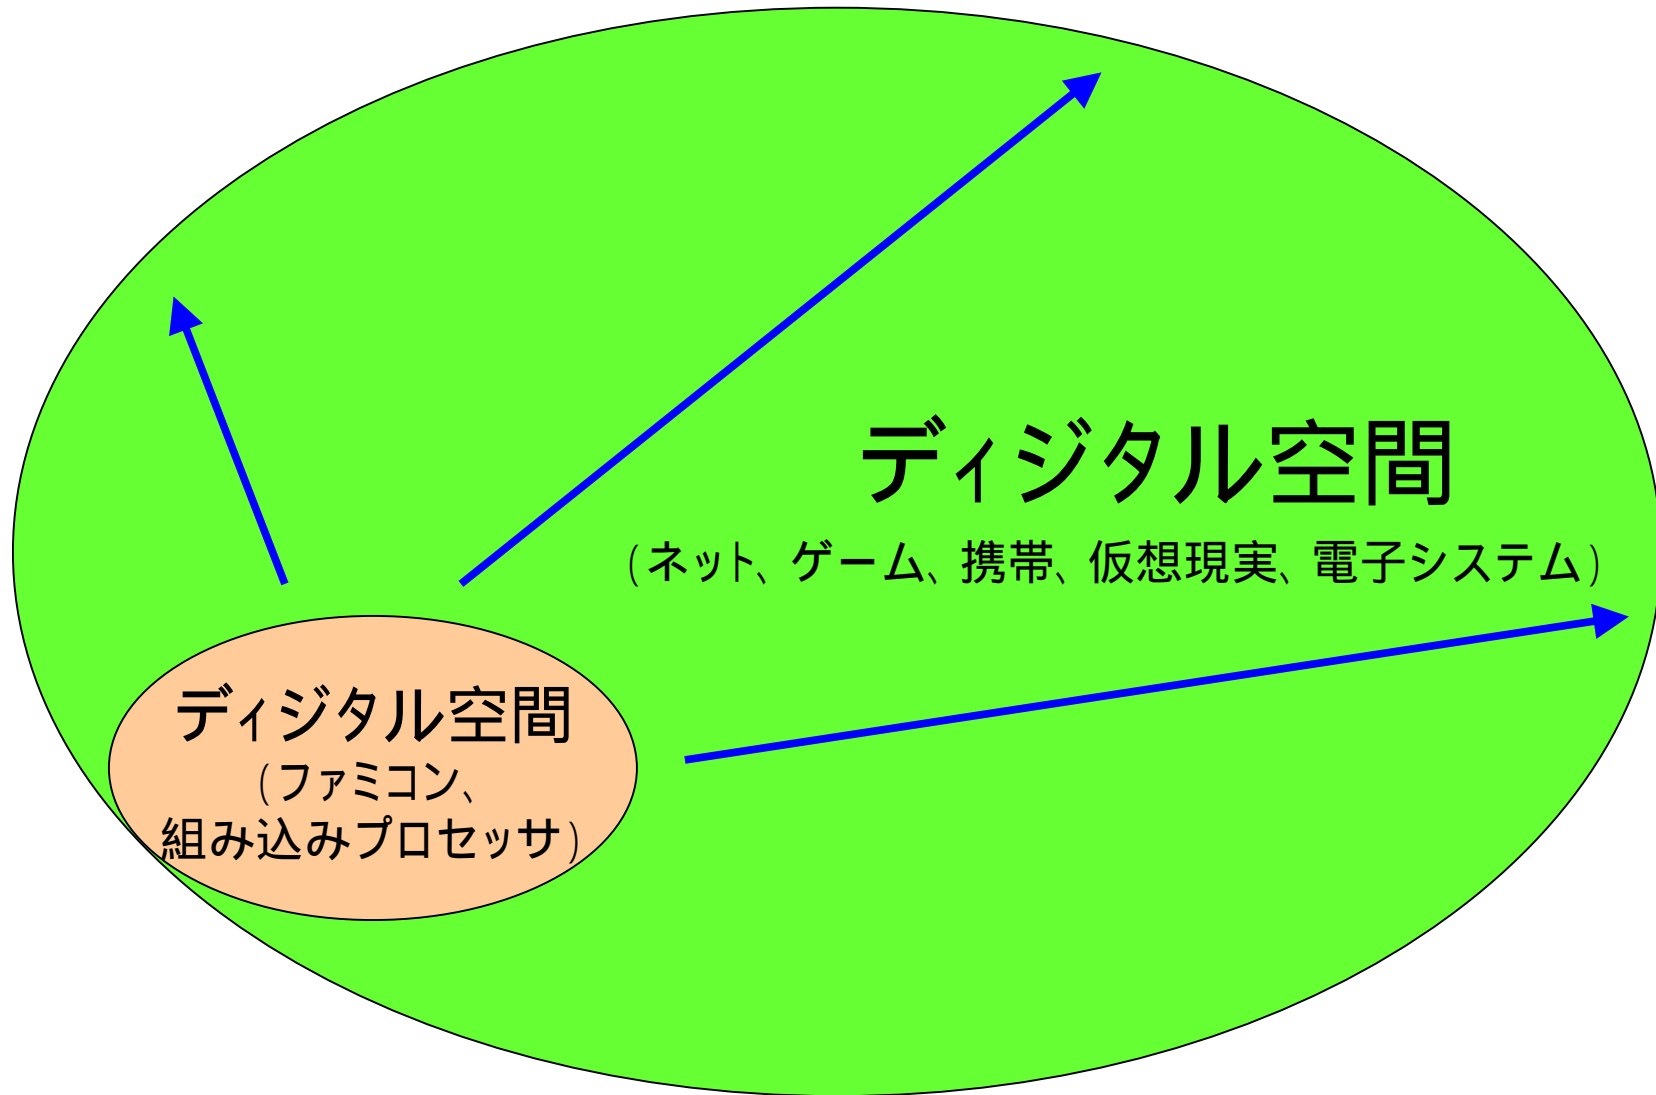 ディジタル空間
(ネット、ゲーム、携帯、仮想現実、電子システム)
ディジタル空間
(ファミコン、
組み込みプロセッサ)